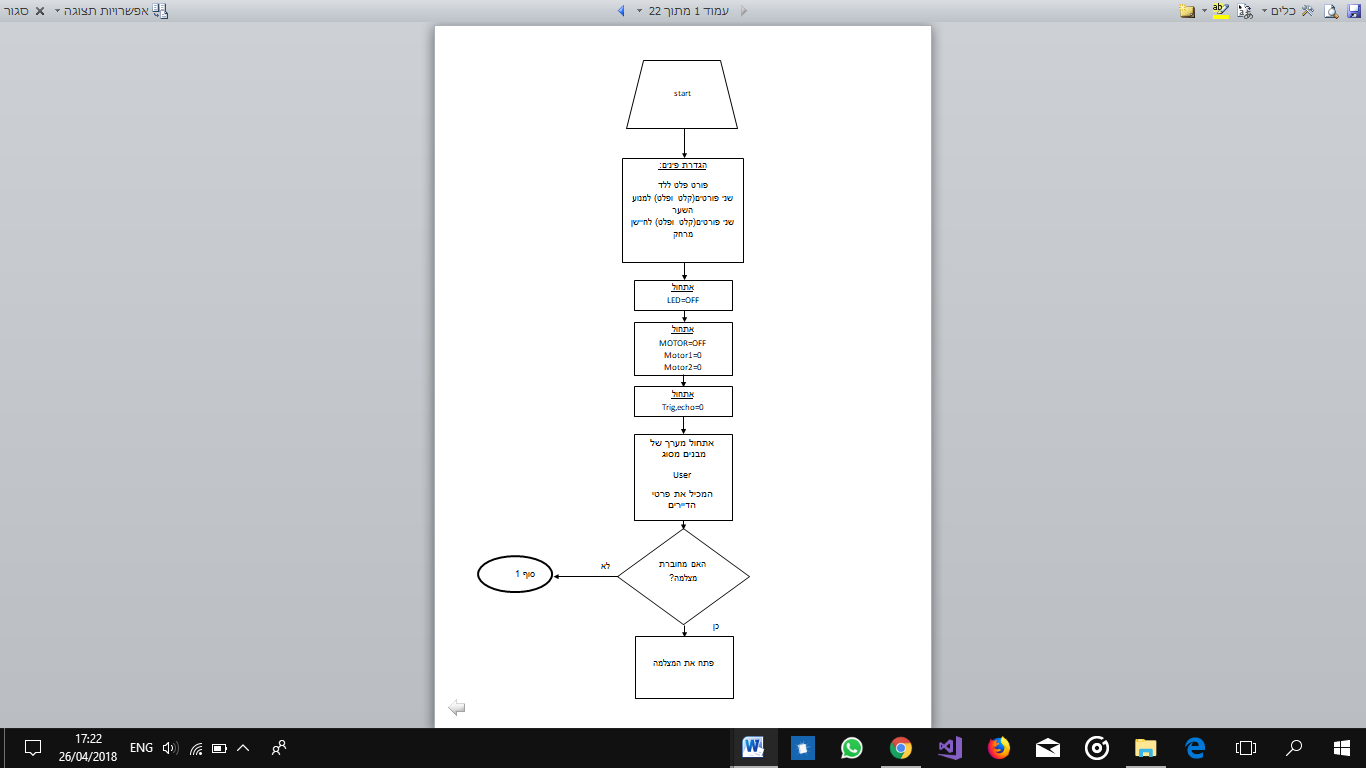 סגור
אפשרויות תצוגה
עמוד 1 מתוך 22
כלים
start
הגדרת פינים:
פורט פלט ללד
שני פורטים(קלט ופלט) למנוע
השער
שני פורטים(קלט ופלט) לחיישן
מרחק
אתחול
LED=OFF
אתחול
MOTOR=OFF
Motor1=0
Motor2=0
אתחול
Trig,echo=0
אתחול מערך של
מבנים מסוג
User
המכיל את פרטי
הדיירים
האם מחוברת
מצלמה?
לא
סוף 1
כן
פתח את המצלמה
17:22
26/04/2018
ENG